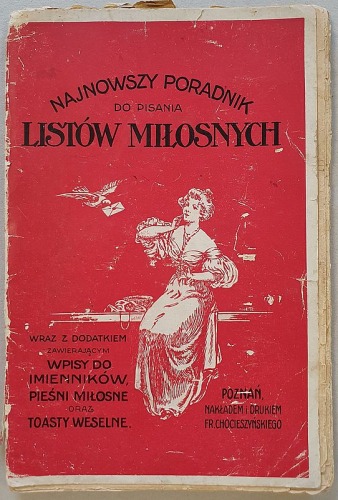 NAJNOWSZY PORADNIK
DO PISANIA
LISTÓW MIŁOSNYCH
WRAZ Z DODATKIEM
ZAWIERAJĄCYM
WPISY DO
IMIENNIKÓW,
PIEŚNI MIŁOSNE
ORAZ
TOASTY WESELNE.
POZNAŃ.
NAKŁADEM I DRUKIEM
FR. CHOCIESZYŃSKIEGO